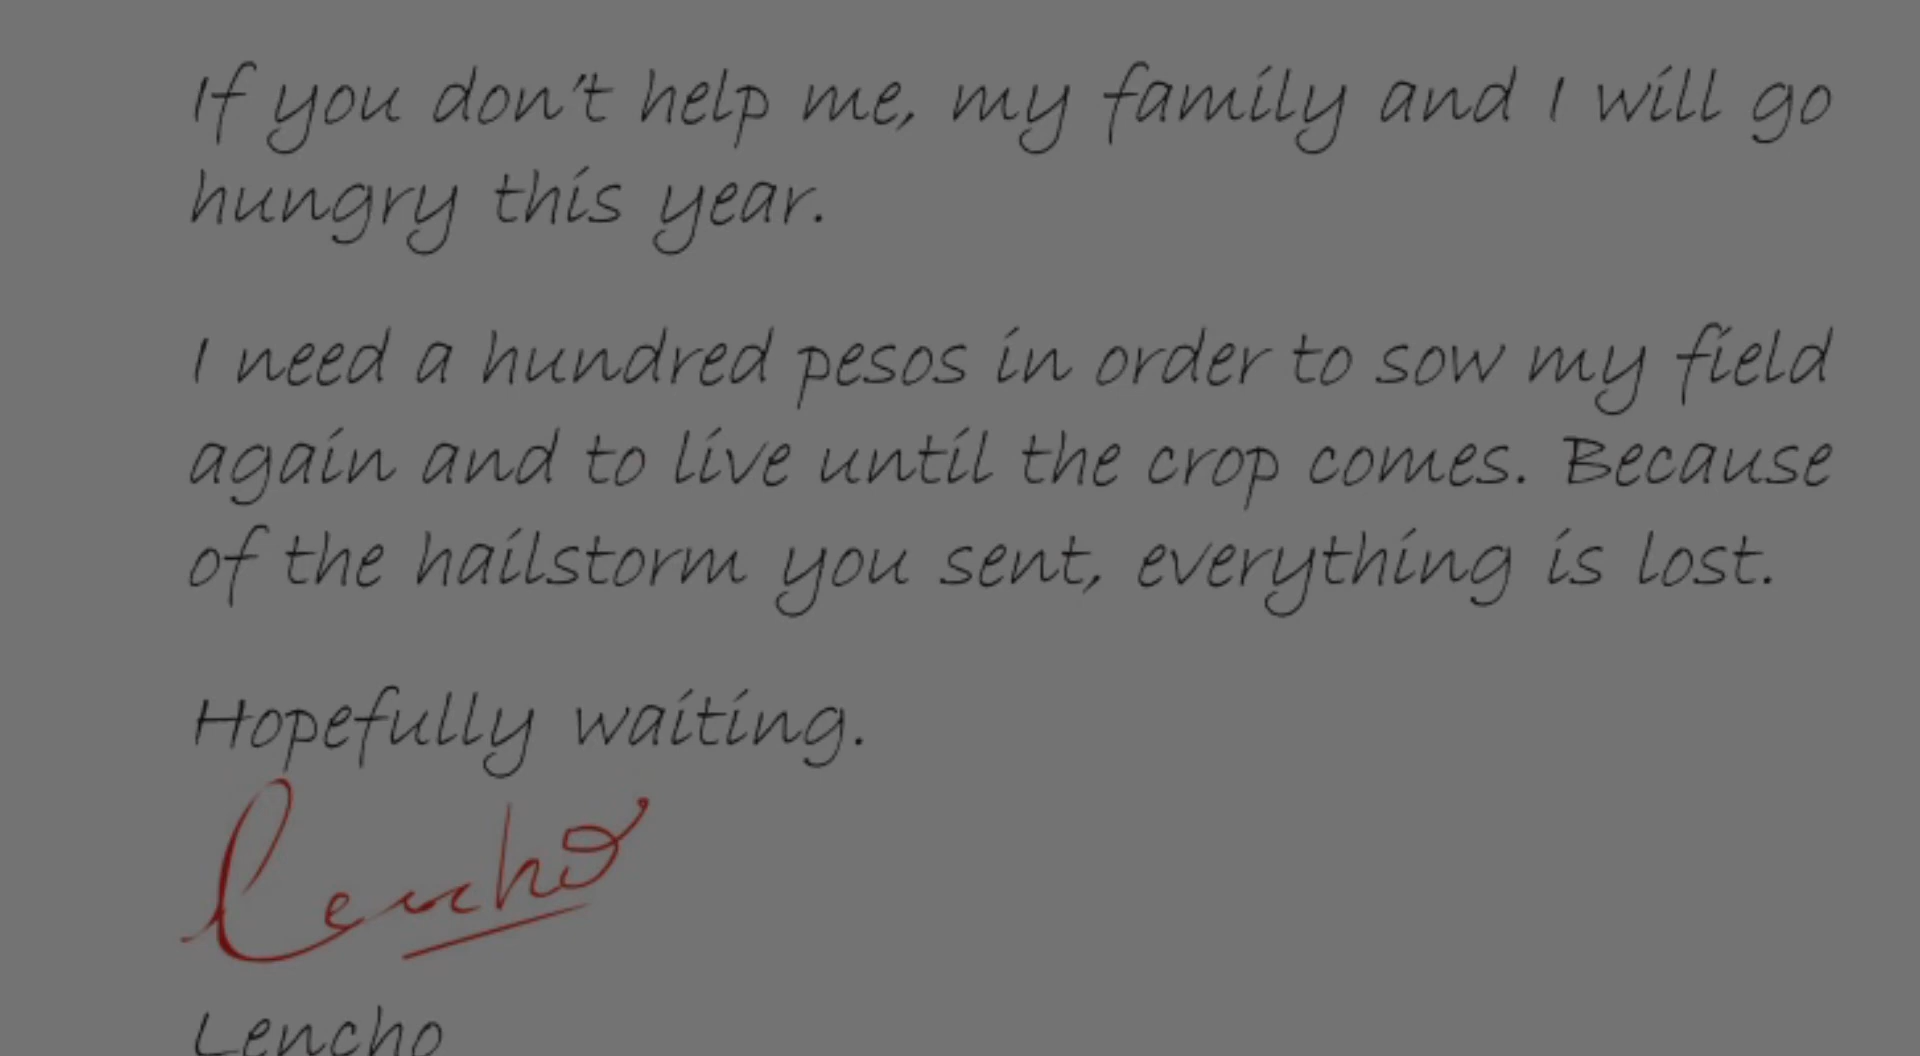 If you don't help me, my family and I will go
hungry this year.
I need a hundred pesos in order to sow my field
again and to live until the crop comes. Because
of the hailstorm you sent, everything is lost.
Hopefully waiting.
Lencho
Lencho